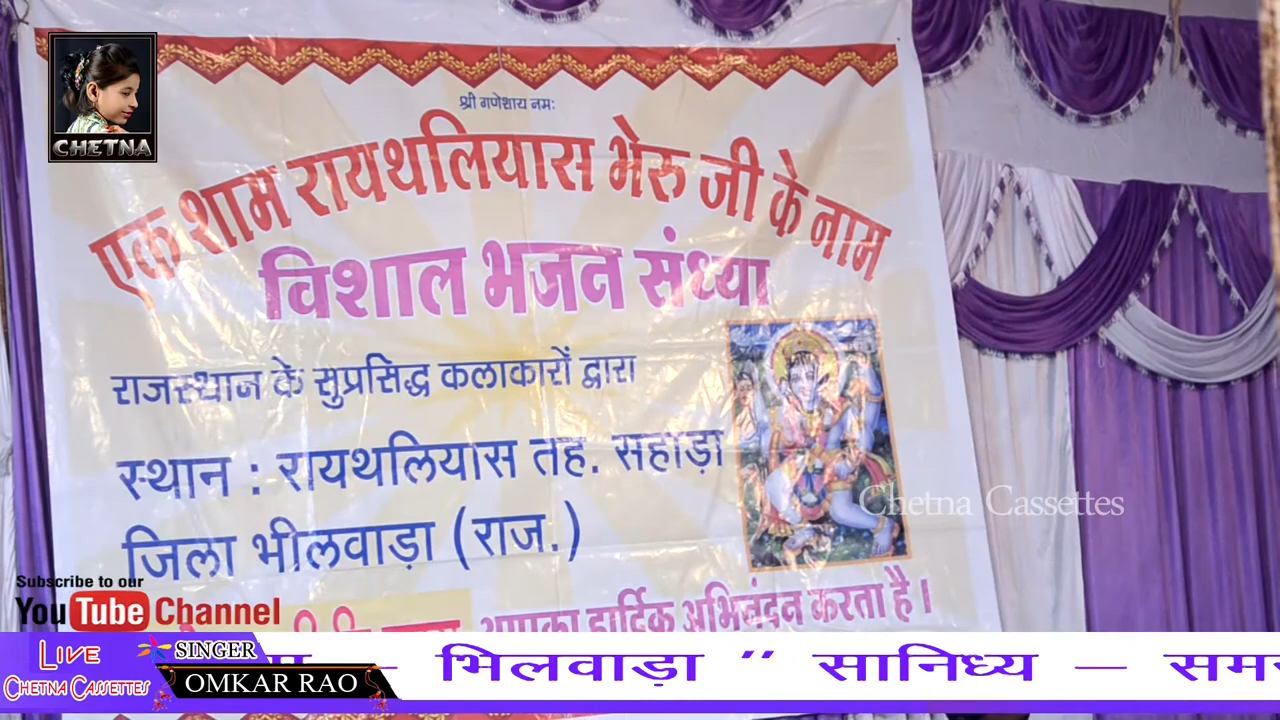 CHETNA
श्री गणेशाय नमः
एक शाम रायथलियास भेरु जी के नाम
विशाल भजन संध्या
राजस्थान के सुप्रसिद्ध कलाकारों द्वारा
स्थान : रायथलियास तह. सहाड़ा
जिला भीलवाड़ा (राज.)
Chetna Cassettes
आपका हार्दिक अभिनंदन करता है ।
Subscribe to our
YouTube Channel
LIVE
CHETNA CASSETTES
SINGER
OMKAR RAO
– भिलवाड़ा " सानिध्य –